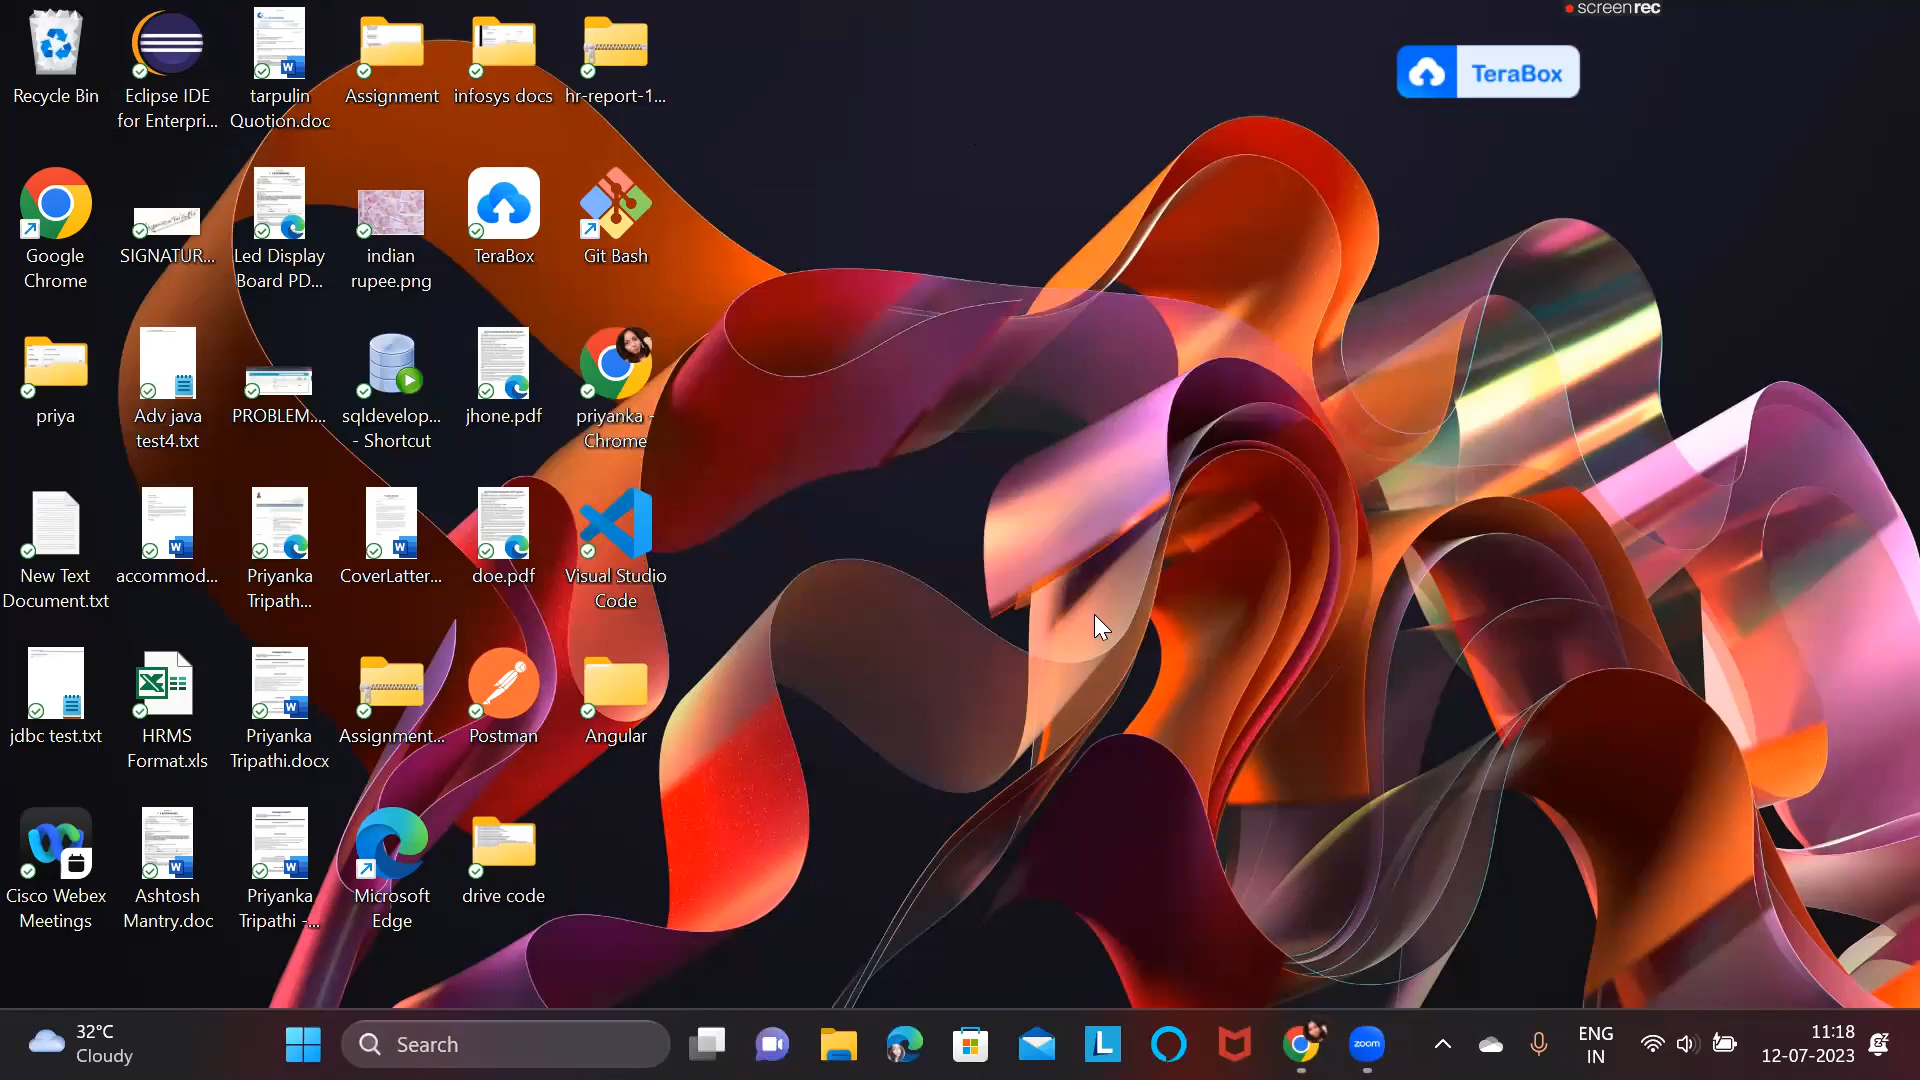 screenrec
TeraBox
Recycle Bin
Eclipse IDE
for Enterpri...
tarpulin
Quotion.doc
Assignment
infosys docs
hr-report-1...
Google
Chrome
SIGNATUR...
Led Display
Board PD...
indian
rupee.png
TeraBox
Git Bash
priya
Adv java
test4.txt
PROBLEM....
sqldevelop...
- Shortcut
jhone.pdf
priyanka -
Chrome
New Text
Document.txt
accommod...
Priyanka
Tripath...
CoverLatter...
doe.pdf
Visual Studio
Code
jdbc test.txt
HRMS
Format.xls
Priyanka
Tripathi.docx
Assignment...
Postman
Angular
Cisco Webex
Meetings
Ashtosh
Mantry.doc
Priyanka
Tripathi -...
Microsoft
Edge
drive code
32°C
Cloudy
Search
zoom
ENG
IN
11:18
12-07-2023